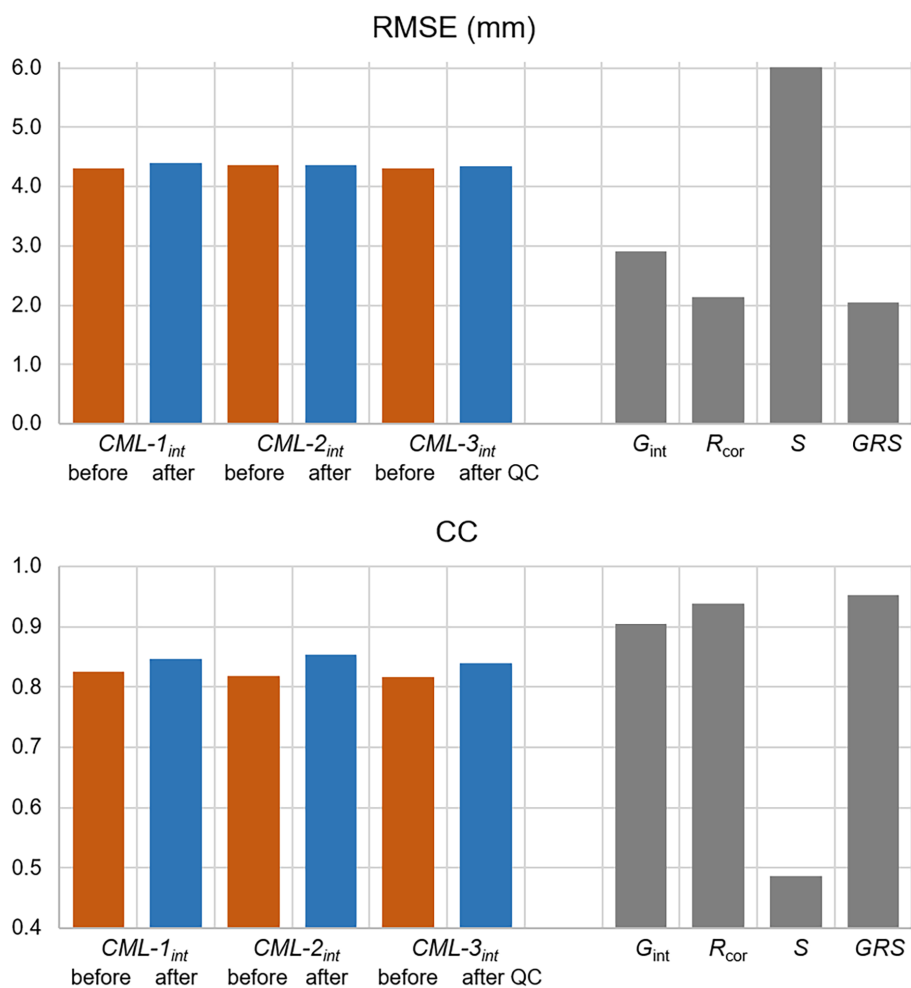 RMSE (mm)
6.0
5.0
4.0
3.0
2.0
1.0
0.0
CML-1int CML-2int CML-3int Gint Rcor S GRS
before after before after before after QC
CC
1.0
0.9
0.8
0.7
0.6
0.5
0.4
CML-1int CML-2int CML-3int Gint Rcor S GRS
before after before after before after QC